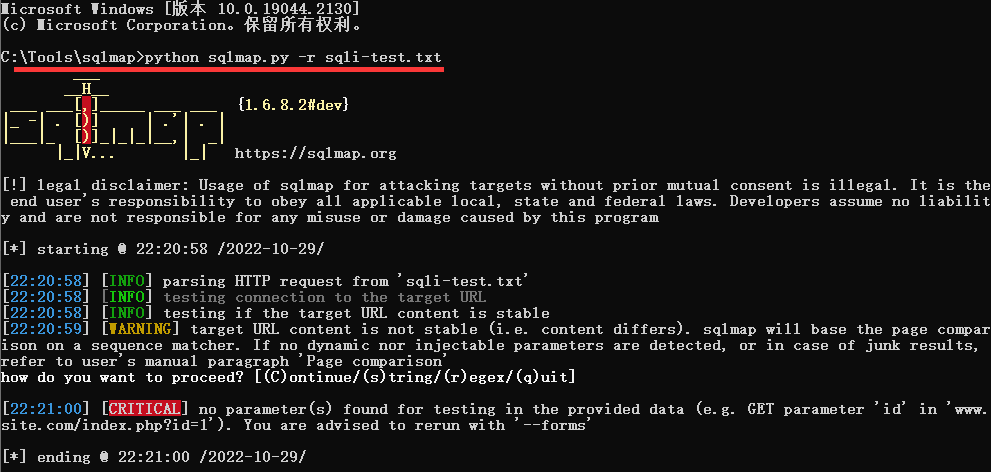 Microsoft Windows [版本 10.0.19044.2130]
(c) Microsoft Corporation。保留所有权利。
C:\Tools\sqlmap>python sqlmap.py -r sqli-test.txt
        ___
       __H__
 ___ ___[,]_____ ___ ___  {1.6.8.2#dev}
|_ -| . [)]     | .'| . |
|___|_  [)]_|_|_|__,|  _|
      |_|V...       |_|   https://sqlmap.org
[!] legal disclaimer: Usage of sqlmap for attacking targets without prior mutual consent is illegal. It is the
 end user's responsibility to obey all applicable local, state and federal laws. Developers assume no liabilit
y and are not responsible for any misuse or damage caused by this program
[*] starting @ 22:20:58 /2022-10-29/
[22:20:58] [INFO] parsing HTTP request from 'sqli-test.txt'
[22:20:58] [INFO] testing connection to the target URL
[22:20:58] [INFO] testing if the target URL content is stable
[22:20:59] [WARNING] target URL content is not stable (i.e. content differs). sqlmap will base the page compar
ison on a sequence matcher. If no dynamic nor injectable parameters are detected, or in case of junk results,
refer to user's manual paragraph 'Page comparison'
how do you want to proceed? [(C)ontinue/(s)tring/(r)egex/(q)uit]
[22:21:00] [CRITICAL] no parameter(s) found for testing in the provided data (e.g. GET parameter 'id' in 'www.
site.com/index.php?id=1'). You are advised to rerun with '--forms'
[*] ending @ 22:21:00 /2022-10-29/